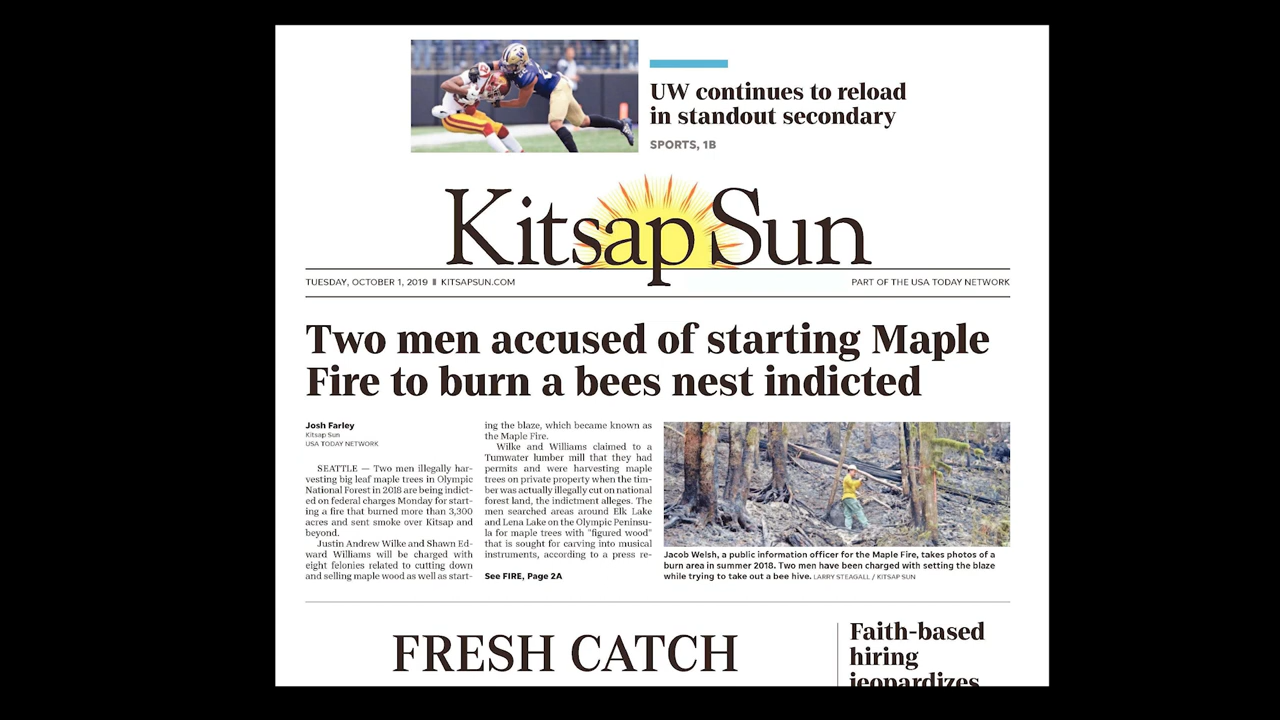 UW continues to reload
in standout secondary
SPORTS, 1B
Kitsap Sun
TUESDAY, OCTOBER 1, 2019 || KITSAPSUN.COM
PART OF THE USA TODAY NETWORK
Two men accused of starting Maple
Fire to burn a bees nest indicted
Josh Farley
Kitsap Sun
USA TODAY NETWORK
SEATTLE — Two men illegally har-
vesting big leaf maple trees in Olympic
National Forest in 2018 are being indict-
ed on federal charges Monday for start-
ing a fire that burned more than 3,300
acres and sent smoke over Kitsap and
beyond.
Justin Andrew Wilke and Shawn Ed-
ward Williams will be charged with
eight felonies related to cutting down
and selling maple wood as well as start-
ing the blaze, which became known as
the Maple Fire.
Wilke and Williams claimed to a
Tumwater lumber mill that they had
permits and were harvesting maple
trees on private property when the tim-
ber was actually illegally cut on national
forest land, the indictment alleges. The
men searched areas around Elk Lake
and Lena Lake on the Olympic Peninsu-
la for maple trees with "figured wood"
that is sought for carving into musical
instruments, according to a press re-
See FIRE, Page 2A
Jacob Welsh, a public information officer for the Maple Fire, takes photos of a
burn area in summer 2018. Two men have been charged with setting the blaze
while trying to take out a bee hive. LARRY STEAGALL / KITSAP SUN
FRESH CATCH
Faith-based
hiring
jeopardizes